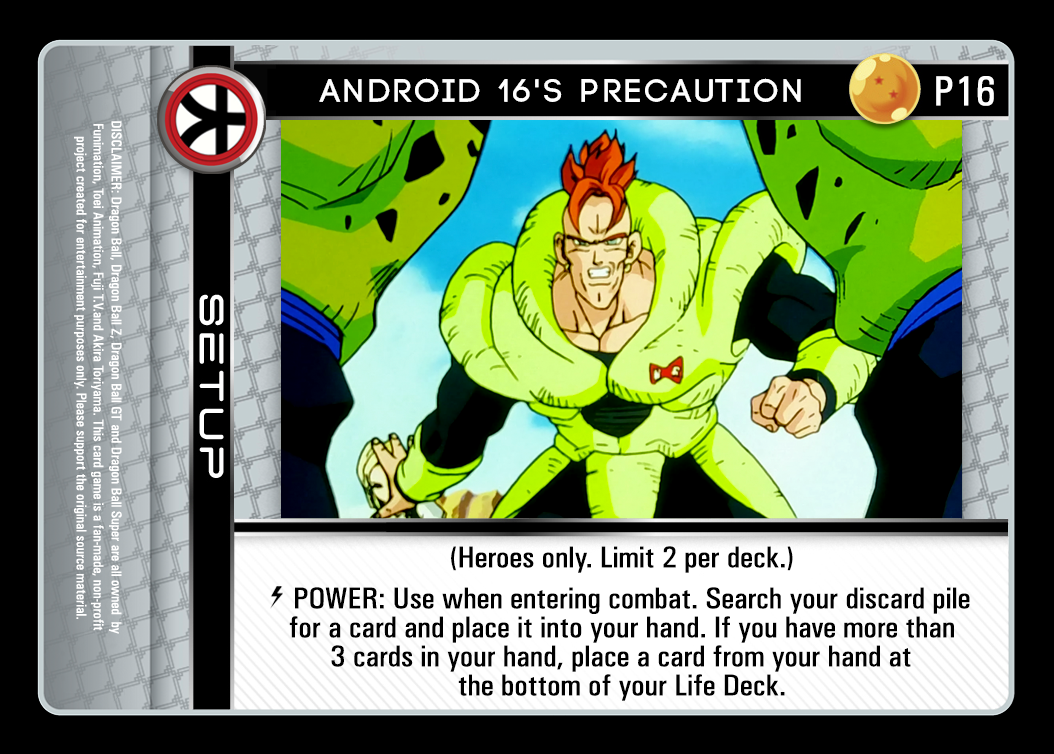 ANDROID 16'S PRECAUTION
P16
SETUP
(Heroes only. Limit 2 per deck.)
POWER: Use when entering combat. Search your discard pile
for a card and place it into your hand. If you have more than
3 cards in your hand, place a card from your hand at
the bottom of your Life Deck.
DISCLAIMER: Dragon Ball, Dragon Ball Z, Dragon Ball GT and Dragon Ball Super are all owned by
Funimation, Toei Animation, Fuji T.V.and Akira Toriyama. This card game is a fan-made, non-profit
project created for entertainment purposes only. Please support the original source material.